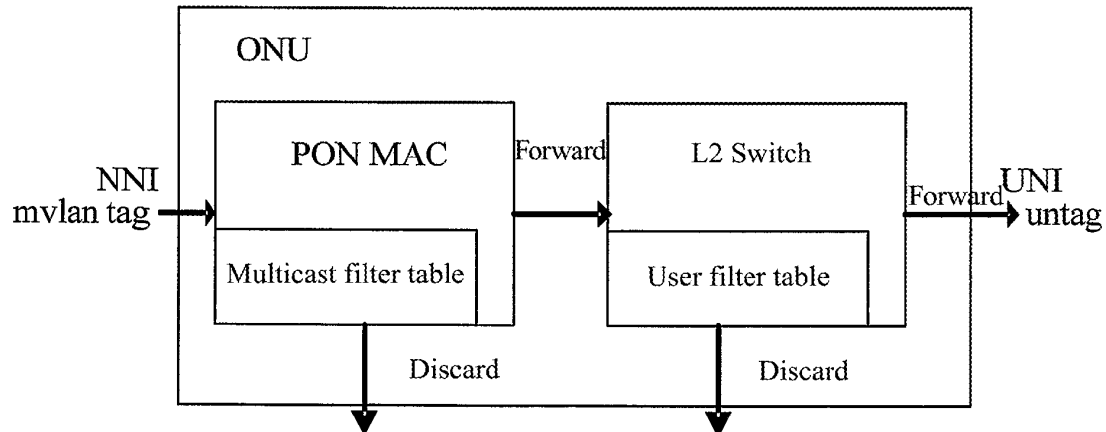 ONU
PON MAC
Forward
L2 Switch
NNI
mvlan tag
Forward
UNI
untag
Multicast filter table
User filter table
Discard
Discard